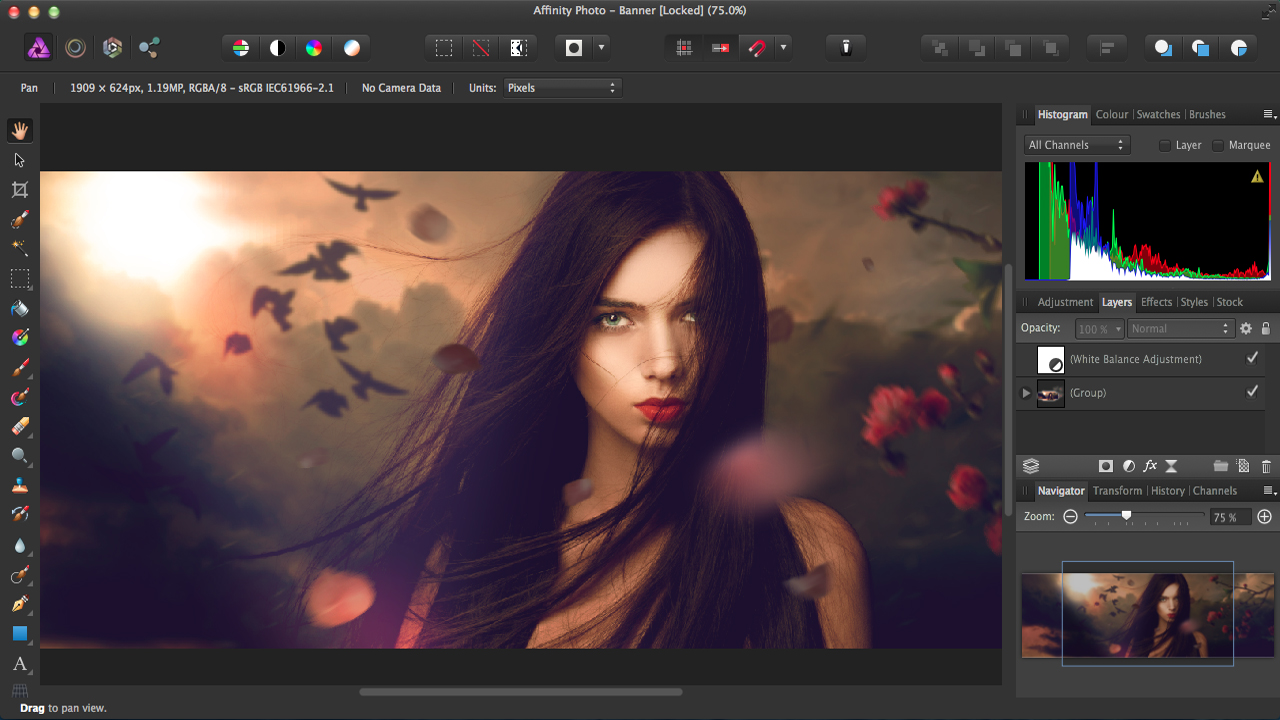 Affinity Photo - Banner [Locked] (75.0%)
Pan 1909 × 624px, 1.19MP, RGBA/8 - sRGB IEC61966-2.1 No Camera Data Units: Pixels
Histogram Colour Swatches Brushes
All Channels Layer Marquee
Adjustment Layers Effects Styles Stock
Opacity: 100 % Normal
(White Balance Adjustment)
(Group)
fx
Navigator Transform History Channels
Zoom: 75 %
A
Drag to pan view.